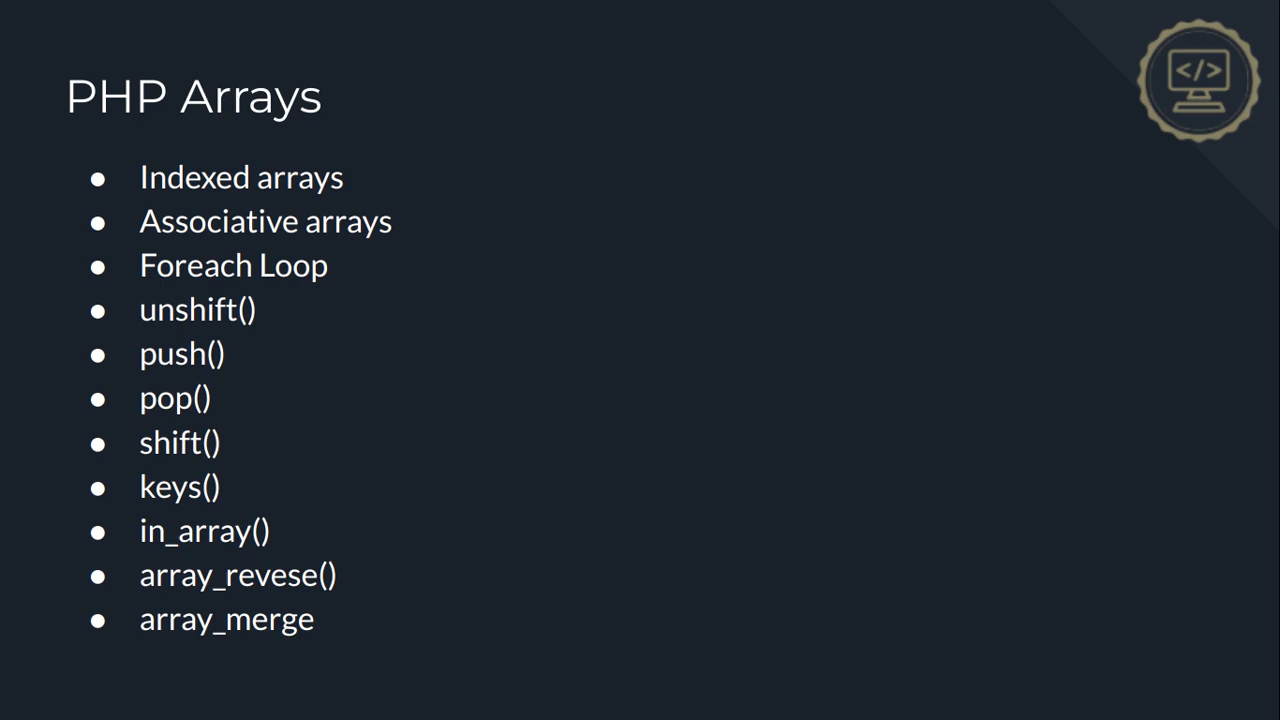 </>
PHP Arrays
● Indexed arrays
● Associative arrays
● Foreach Loop
● unshift()
● push()
● pop()
● shift()
● keys()
● in_array()
● array_revese()
● array_merge